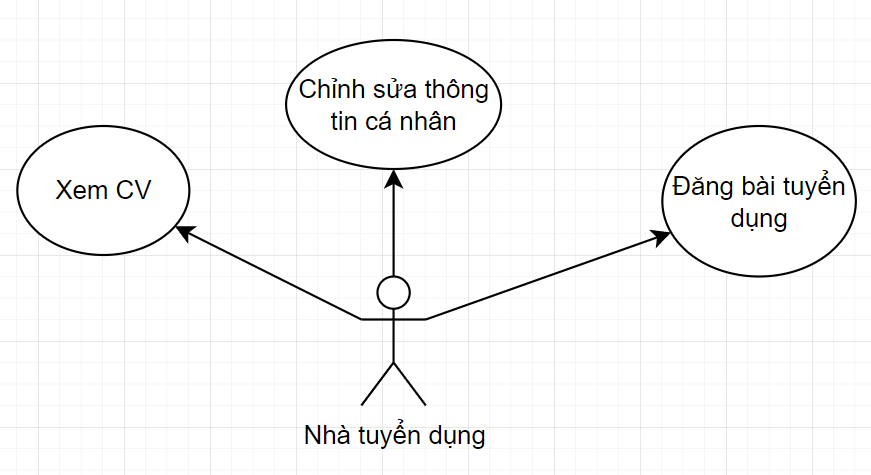 Chỉnh sửa thông
tin cá nhân
Xem CV
Đăng bài tuyển
dụng
Nhà tuyển dụng